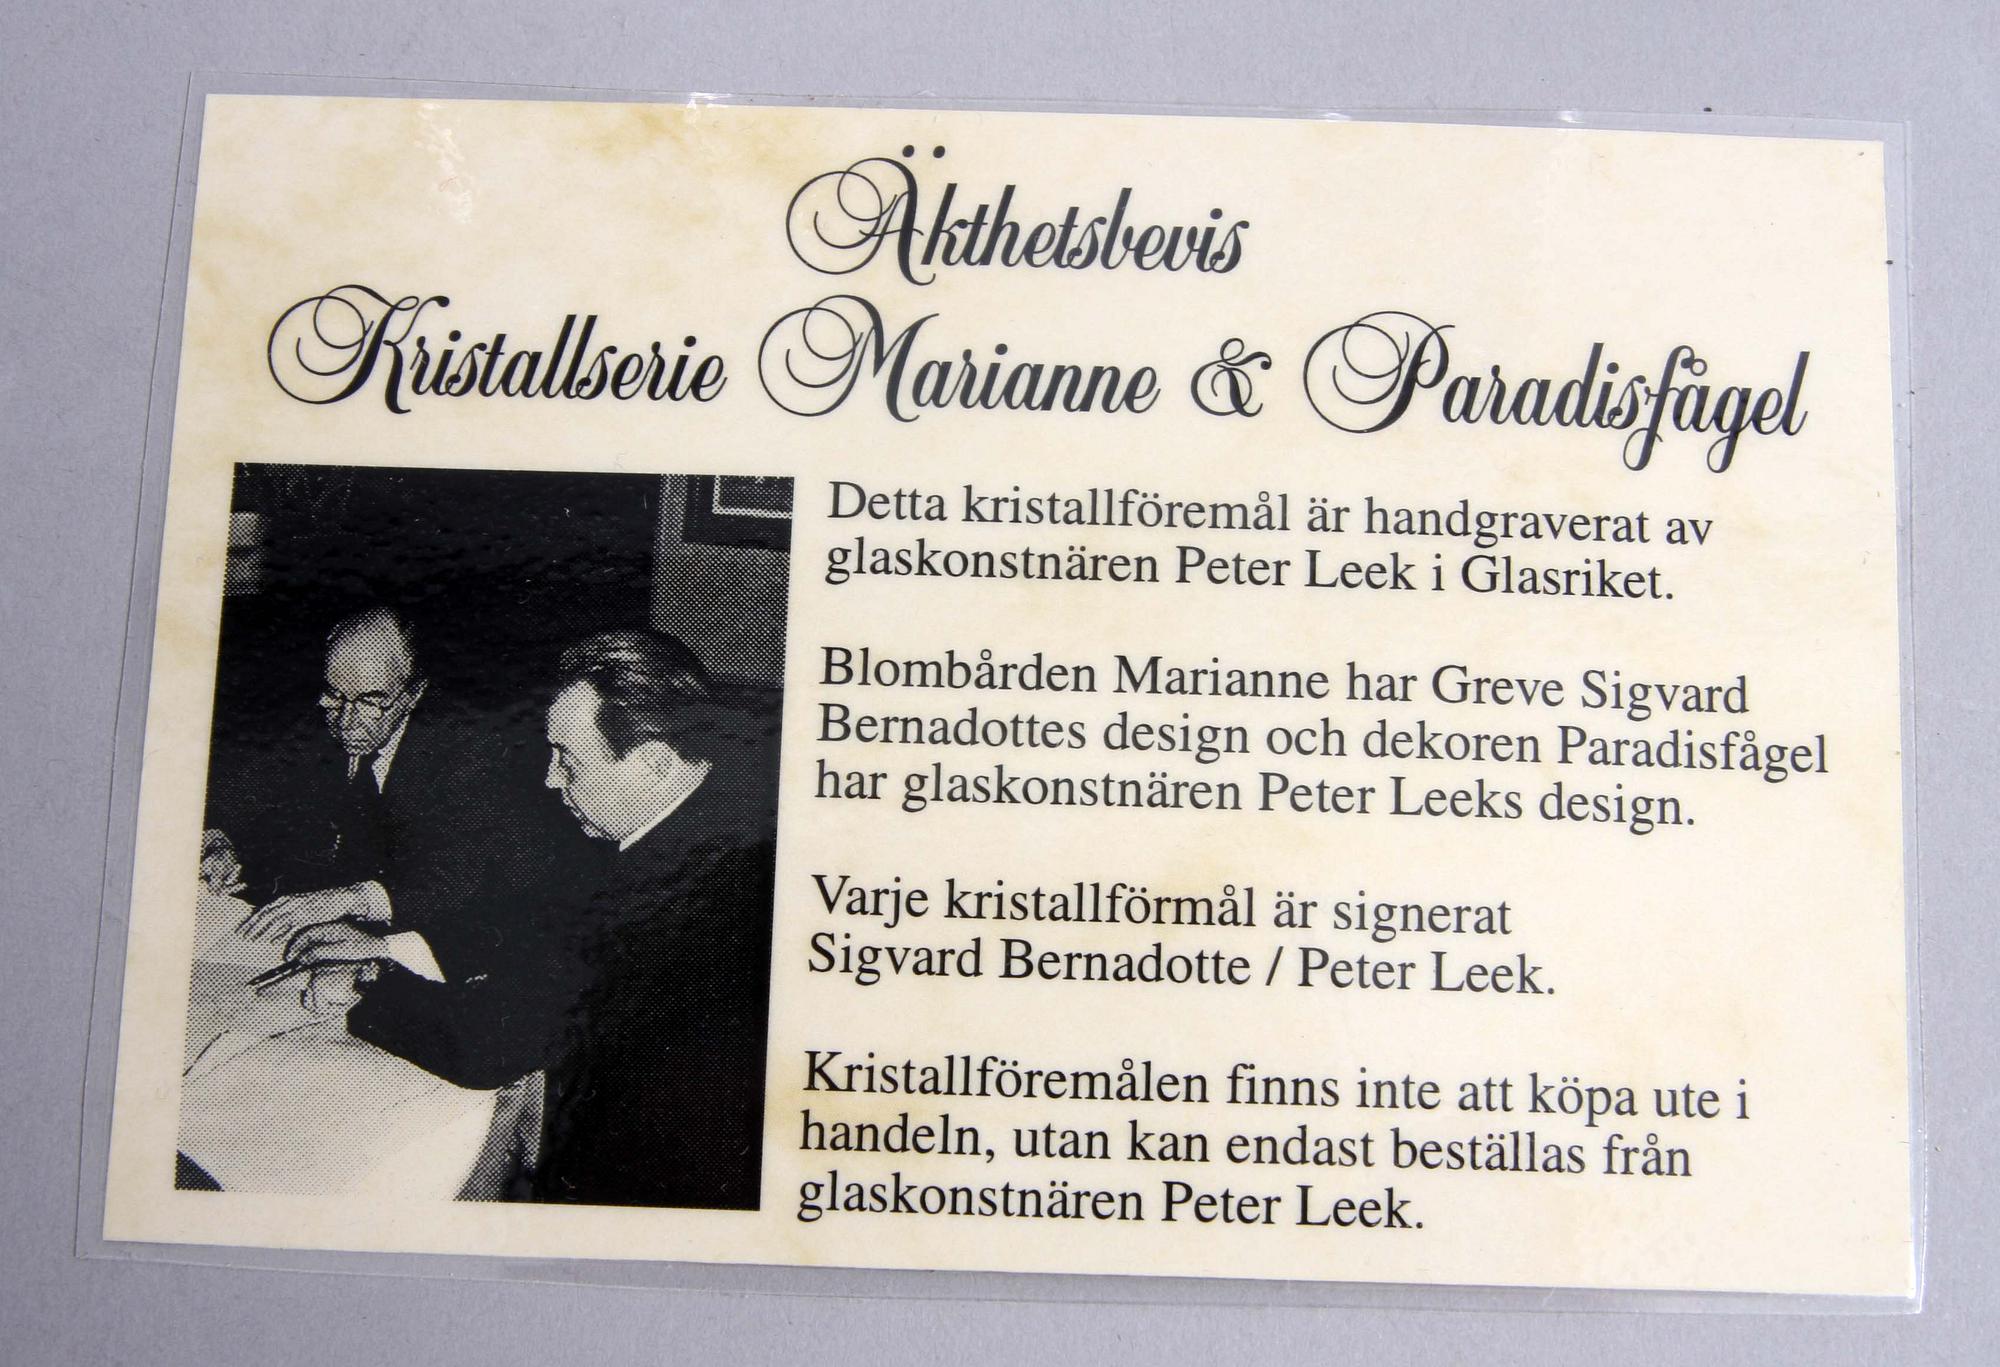 Äkthetsbevis
Kristallserie Marianne & Paradisfågel
Detta kristallföremål är handgraverat av
glaskonstnären Peter Leek i Glasriket.
Blombården Marianne har Greve Sigvard
Bernadottes design och dekoren Paradisfågel
har glaskonstnären Peter Leeks design.
Varje kristallförmål är signerat
Sigvard Bernadotte / Peter Leek.
Kristallföremålen finns inte att köpa ute i
handeln, utan kan endast beställas från
glaskonstnären Peter Leek.